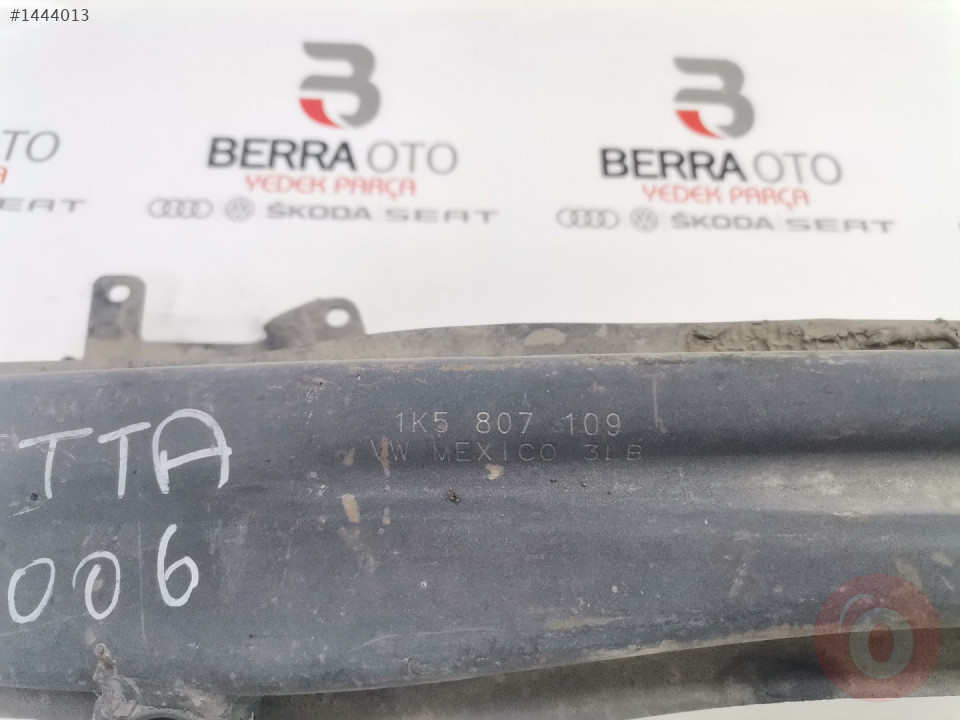 #1444013
BERRA OTO
YEDEK PARÇA
ŠKODA SEAT
BERRA OTO
YEDEK PARÇA
ŠKODA SEAT
TO
EAT
1K5 807 109
VW MEXICO 3LB
TTA
006